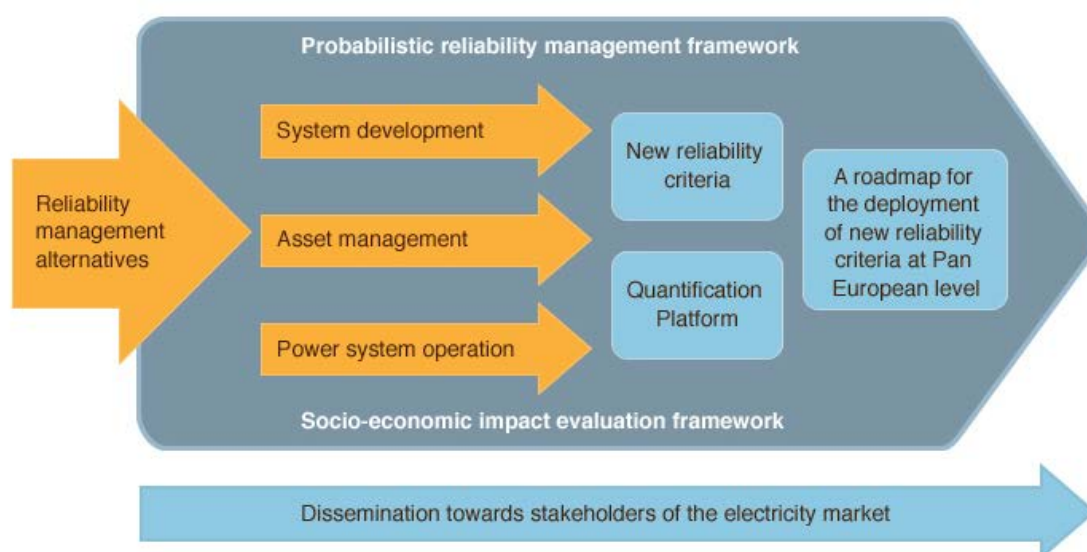 Probabilistic reliability management framework
Reliability
management
alternatives
System development
Asset management
Power system operation
New reliability
criteria
Quantification
Platform
A roadmap for
the deployment
of new reliability
criteria at Pan
European level
Socio-economic impact evaluation framework
Dissemination towards stakeholders of the electricity market